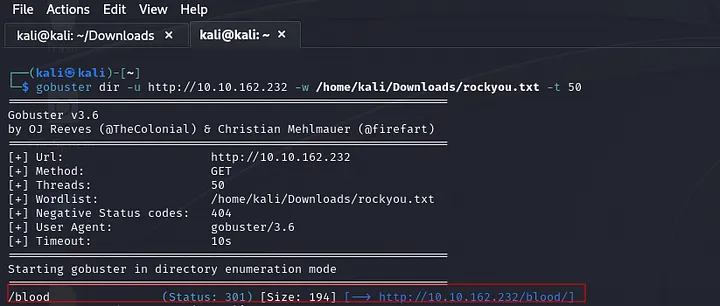 File Actions Edit View Help
kali@kali: ~/Downloads × kali@kali: ~ ×
┌──(kali㉿kali)-[~]
└─$ gobuster dir -u http://10.10.162.232 -w /home/kali/Downloads/rockyou.txt -t 50
===============================================================
Gobuster v3.6
by OJ Reeves (@TheColonial) & Christian Mehlmauer (@firefart)
===============================================================
[+] Url: http://10.10.162.232
[+] Method: GET
[+] Threads: 50
[+] Wordlist: /home/kali/Downloads/rockyou.txt
[+] Negative Status codes: 404
[+] User Agent: gobuster/3.6
[+] Timeout: 10s
===============================================================
Starting gobuster in directory enumeration mode
===============================================================
/blood (Status: 301) [Size: 194] [--> http://10.10.162.232/blood/]